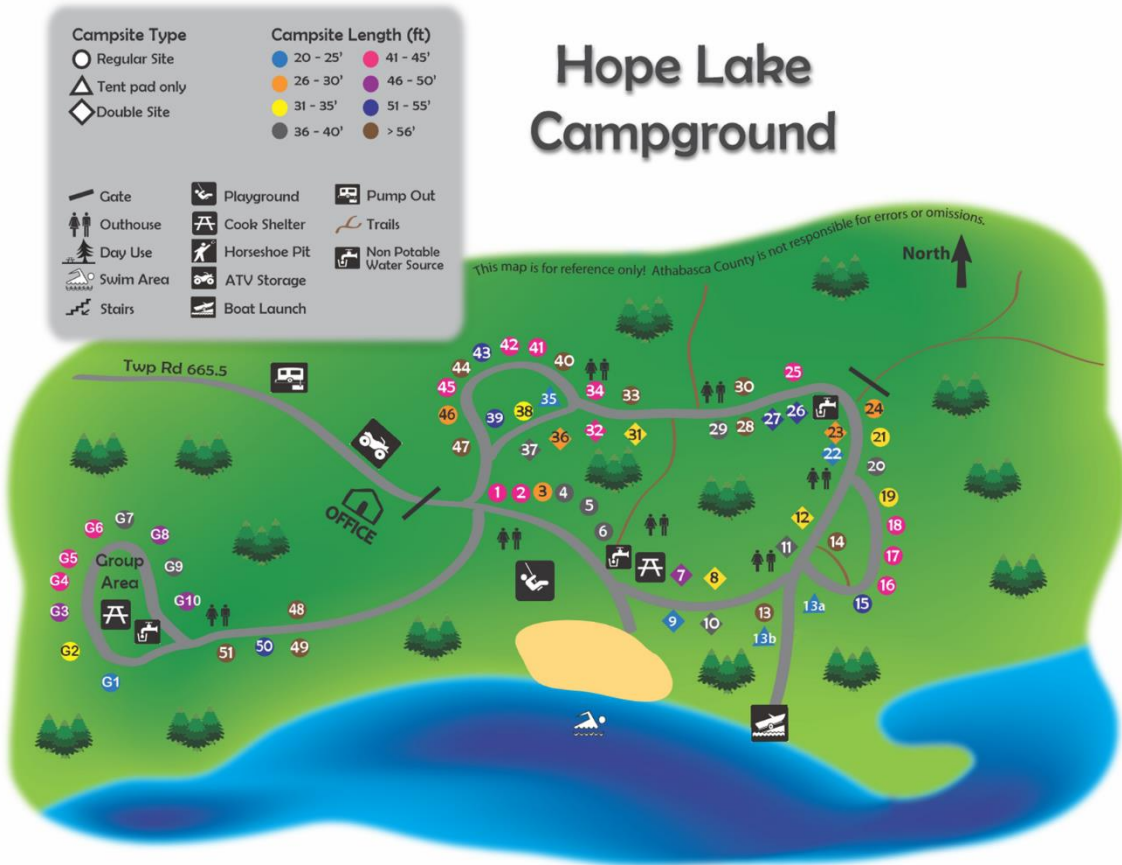 Hope Lake
Campground
Campsite Type
Regular Site
Tent pad only
Double Site
Campsite Length (ft)
20 - 25'
26 - 30'
31 - 35'
36 - 40'
41 - 45'
46 - 50'
51 - 55'
> 56'
Gate
Outhouse
Day Use
Swim Area
Stairs
Playground
Cook Shelter
Horseshoe Pit
ATV Storage
Boat Launch
Pump Out
Trails
Non Potable
Water Source
This map is for reference only! Athabasca County is not responsible for errors or omissions.
North
Twp Rd 665.5
OFFICE
43
42
41
40
44
45
46
47
39
38
35
34
33
37
36
32
31
30
25
29
28
27
26
24
23
22
21
20
19
18
17
16
15
14
12
11
13a
13b
13
1
2
3
4
5
6
7
8
9
10
Group
Area
G7
G6
G8
G5
G4
G9
G3
G10
G2
G1
48
51
50
49